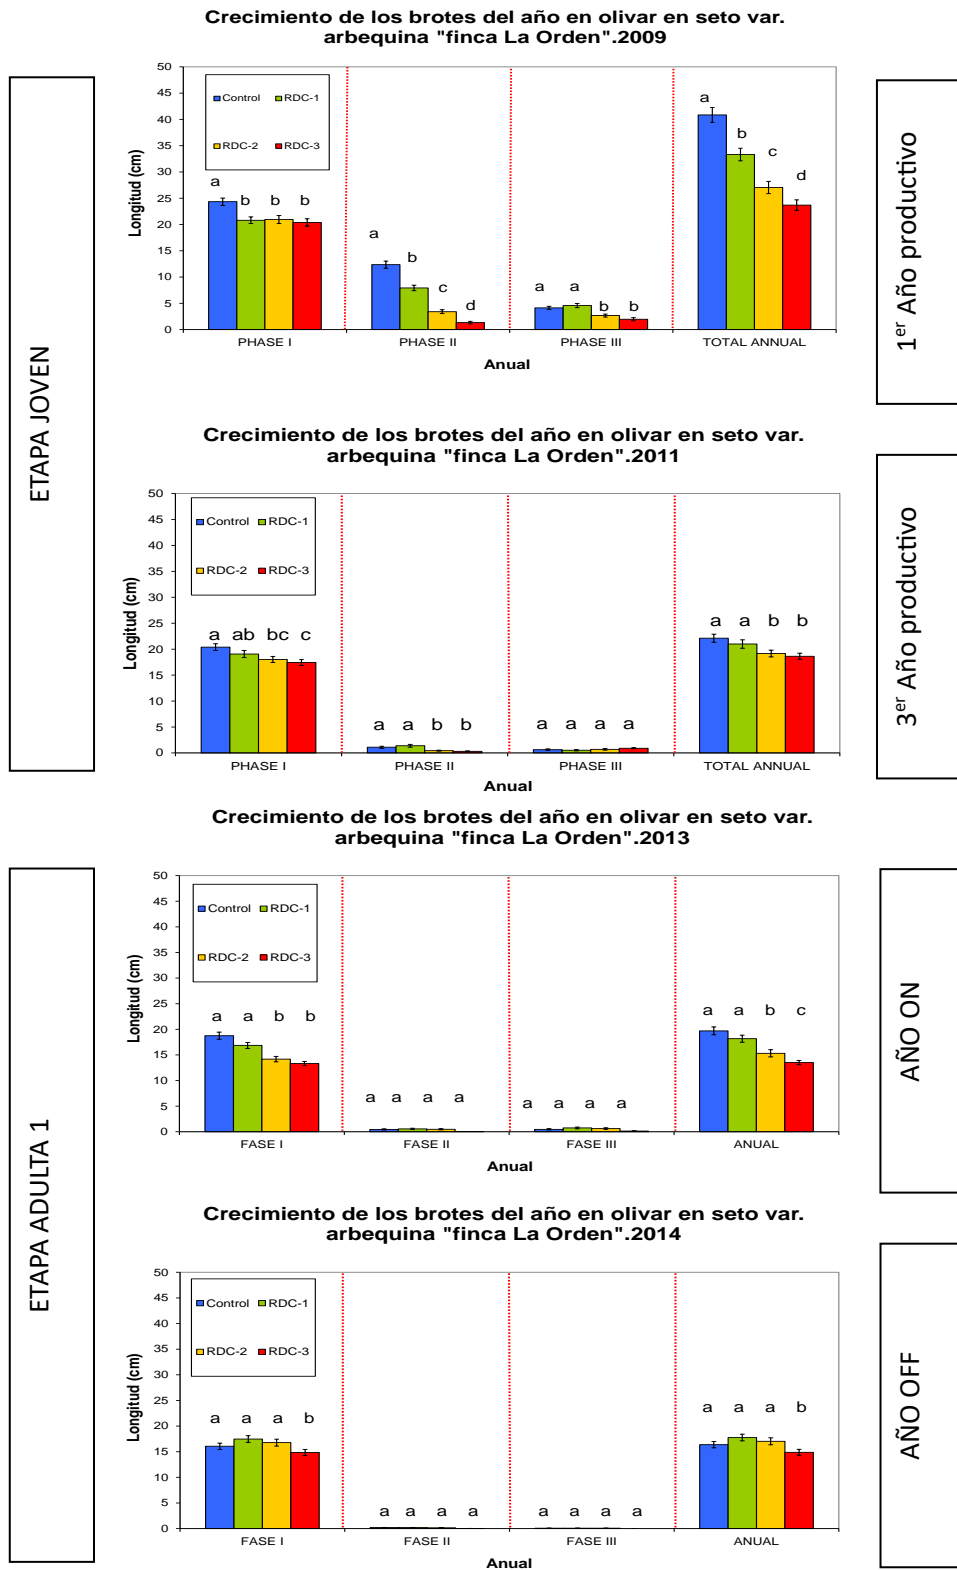 Crecimiento de los brotes del año en olivar en seto var.
arbequina "finca La Orden".2009
ETAPA JOVEN
1er Año productivo
Longitud (cm)
50
45
40
35
30
25
20
15
10
5
0
Control RDC-1
RDC-2 RDC-3
a b b b
a b c d
a a b b
a b c d
PHASE I PHASE II PHASE III TOTAL ANNUAL
Anual
Crecimiento de los brotes del año en olivar en seto var.
arbequina "finca La Orden".2011
3er Año productivo
Longitud (cm)
50
45
40
35
30
25
20
15
10
5
0
Control RDC-1
RDC-2 RDC-3
a ab bc c
a a b b
a a a a
a a b b
PHASE I PHASE II PHASE III TOTAL ANNUAL
Anual
Crecimiento de los brotes del año en olivar en seto var.
arbequina "finca La Orden".2013
ETAPA ADULTA 1
AÑO ON
Longitud (cm)
50
45
40
35
30
25
20
15
10
5
0
Control RDC-1
RDC-2 RDC-3
a a b b
a a a a
a a a a
a a b c
FASE I FASE II FASE III ANUAL
Anual
Crecimiento de los brotes del año en olivar en seto var.
arbequina "finca La Orden".2014
AÑO OFF
Longitud (cm)
50
45
40
35
30
25
20
15
10
5
0
Control RDC-1
RDC-2 RDC-3
a a a b
a a a a
a a a a
a a a b
FASE I FASE II FASE III ANUAL
Anual